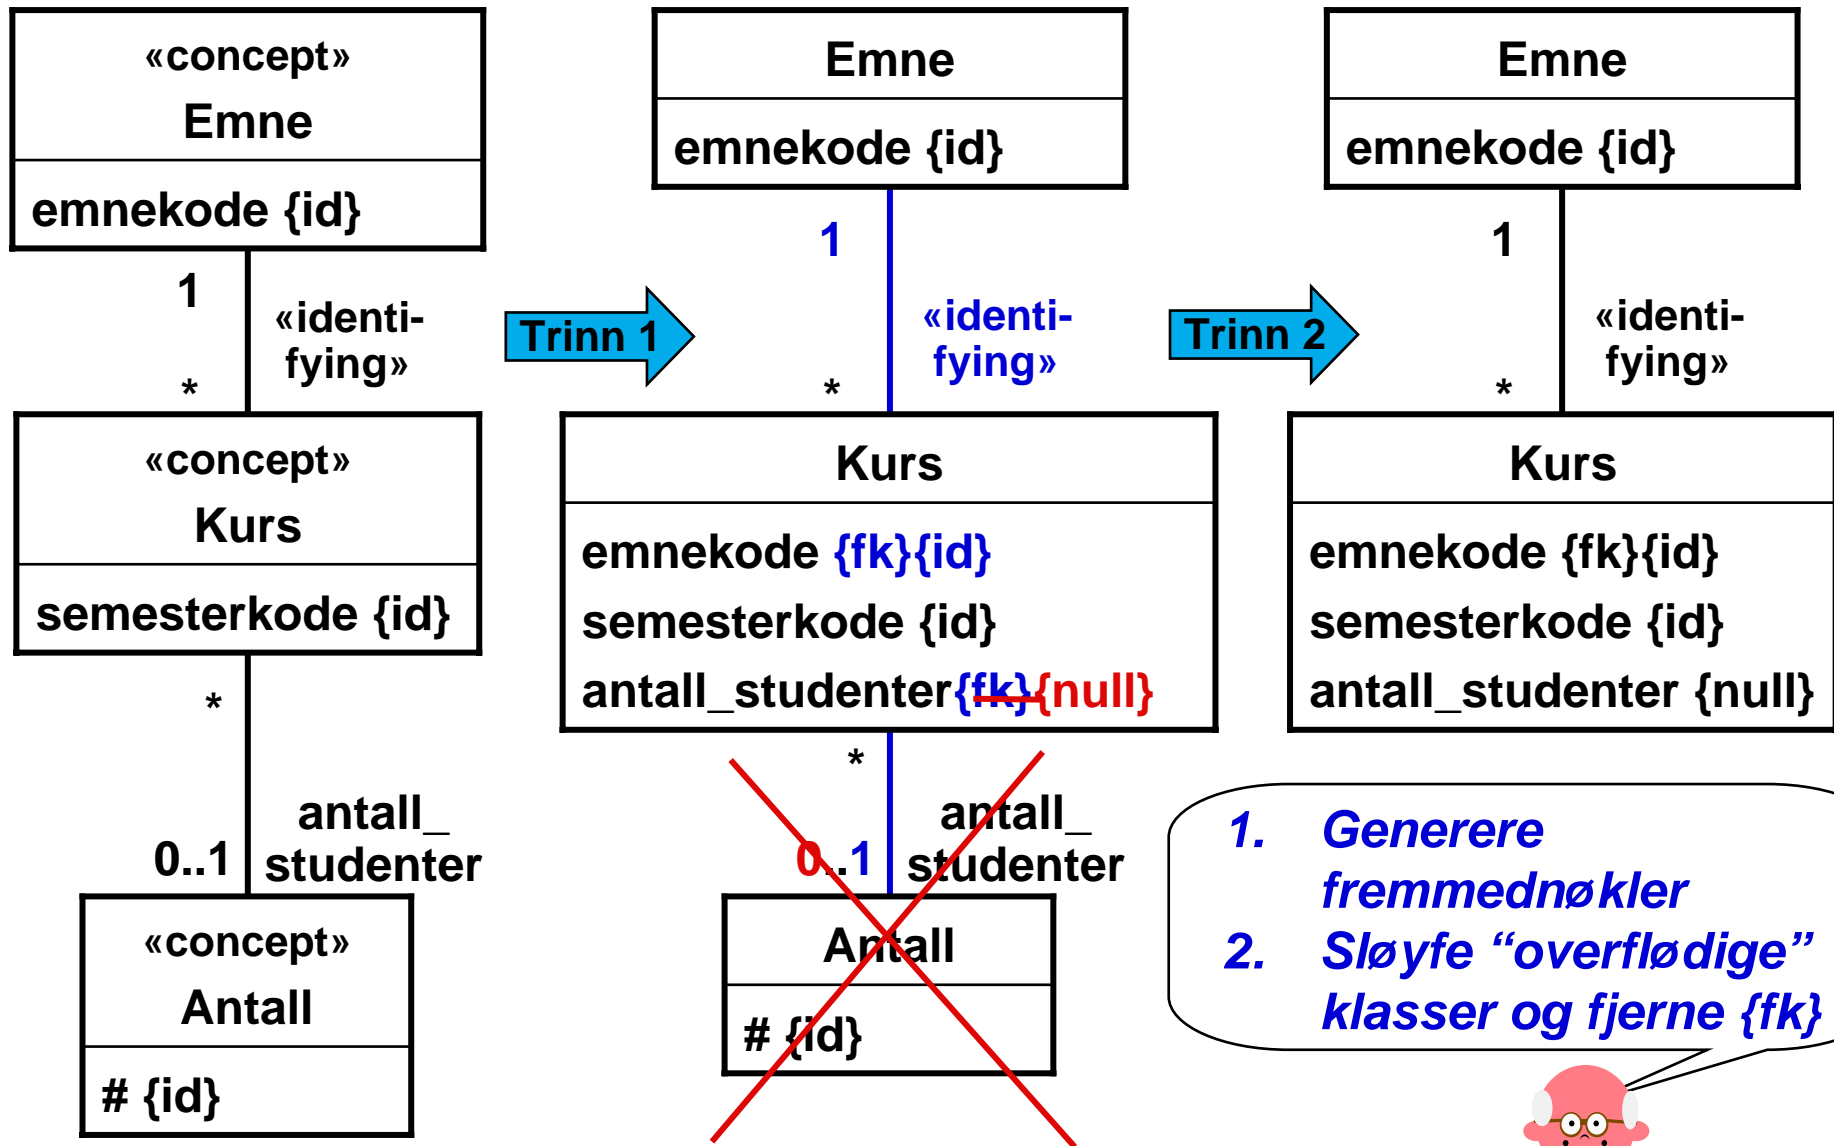 «concept»
Emne
emnekode {id}
1
«identi-
fying»
*
«concept»
Kurs
semesterkode {id}
*
antall_
0..1 studenter
«concept»
Antall
# {id}
Trinn 1
Emne
emnekode {id}
1
«identi-
fying»
*
Kurs
emnekode {fk}{id}
semesterkode {id}
antall_studenter{fk}{null}
*
antall_
0..1 studenter
Antall
# {id}
Trinn 2
Emne
emnekode {id}
1
«identi-
fying»
*
Kurs
emnekode {fk}{id}
semesterkode {id}
antall_studenter {null}
1. Generere
fremmednøkler
2. Sløyfe “overflødige”
klasser og fjerne {fk}